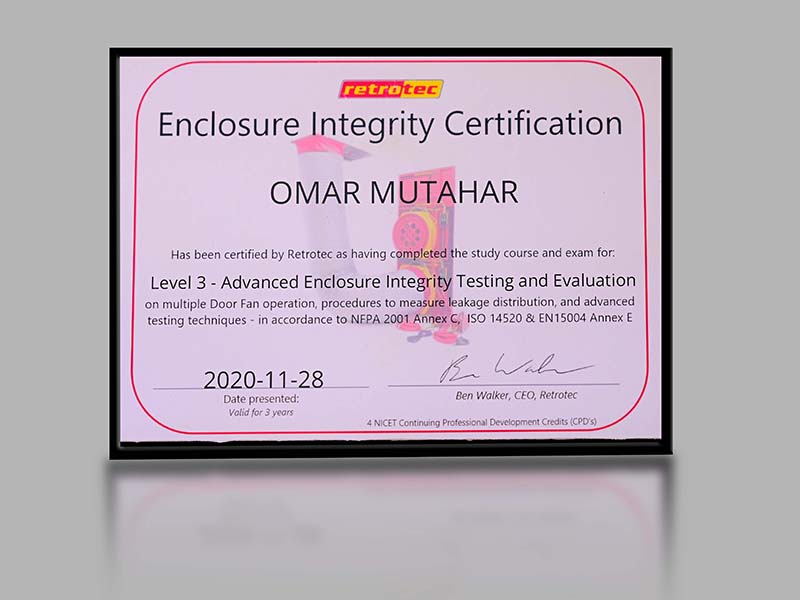 retrotec
Enclosure Integrity Certification
OMAR MUTAHAR
Has been certified by Retrotec as having completed the study course and exam for:
Level 3 - Advanced Enclosure Integrity Testing and Evaluation
on multiple Door Fan operation, procedures to measure leakage distribution, and advanced
testing techniques - in accordance to NFPA 2001 Annex C, ISO 14520 & EN15004 Annex E
2020-11-28
Date presented:
Valid for 3 years
Ben Walker
Ben Walker, CEO, Retrotec
4 NICET Continuing Professional Development Credits (CPD's)